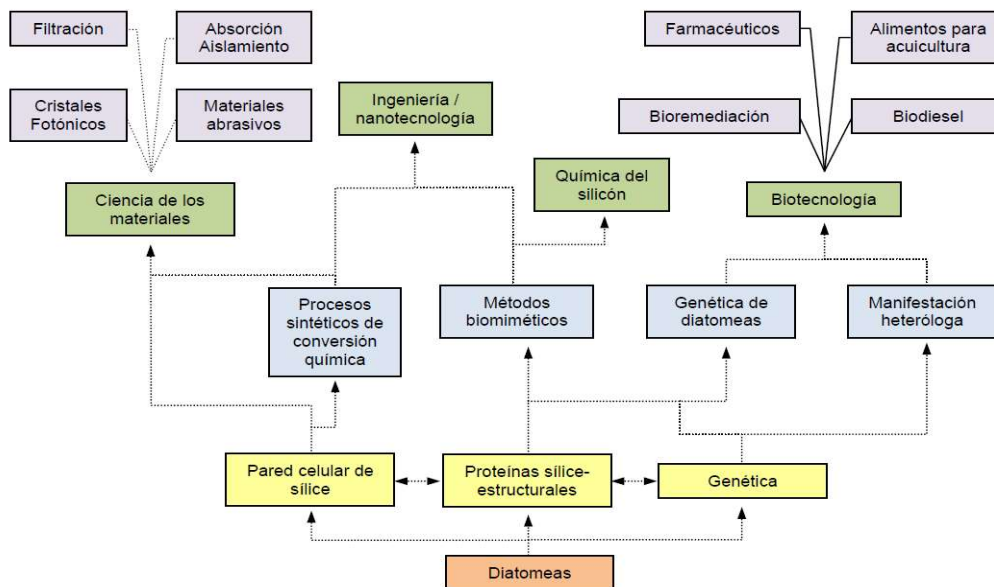 Filtración
Absorción
Aislamiento
Farmacéuticos
Alimentos para
acuicultura
Cristales
Fotónicos
Materiales
abrasivos
Ingeniería /
nanotecnología
Bioremediación
Biodiesel
Ciencia de los
materiales
Química del
silicón
Biotecnología
Procesos
sintéticos de
conversión
química
Métodos
biomiméticos
Genética de
diatomeas
Manifestación
heteróloga
Pared celular de
sílice
Proteínas sílice-
estructurales
Genética
Diatomeas